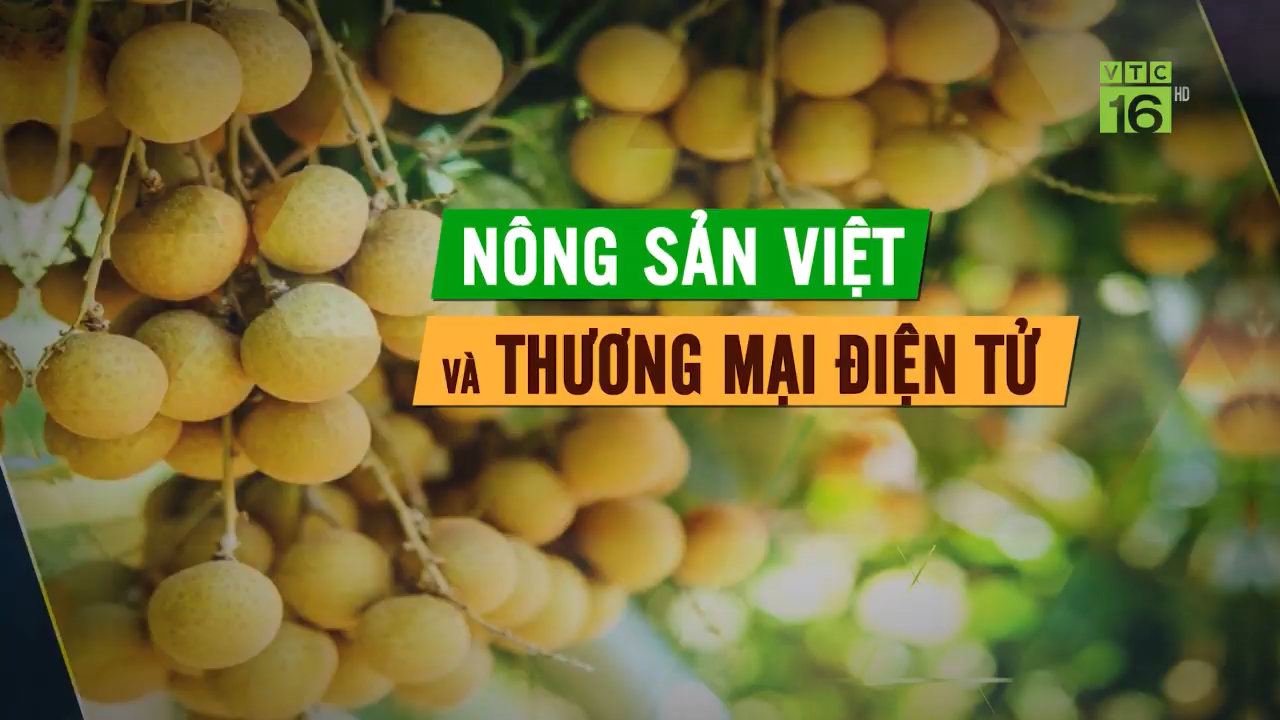 VTC
16 HD
NÔNG SẢN VIỆT
VÀ THƯƠNG MẠI ĐIỆN TỬ